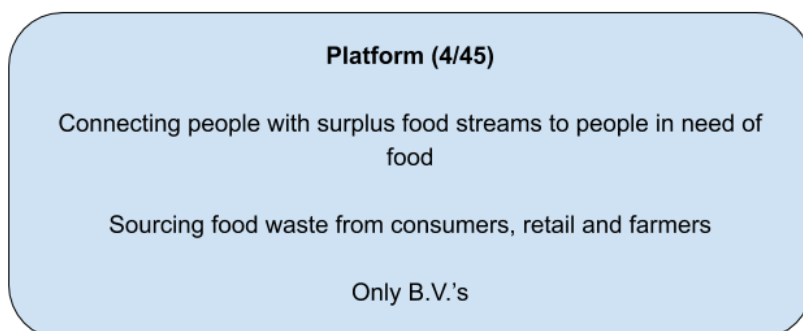 Platform (4/45)
Connecting people with surplus food streams to people in need of
food
Sourcing food waste from consumers, retail and farmers
Only B.V.'s